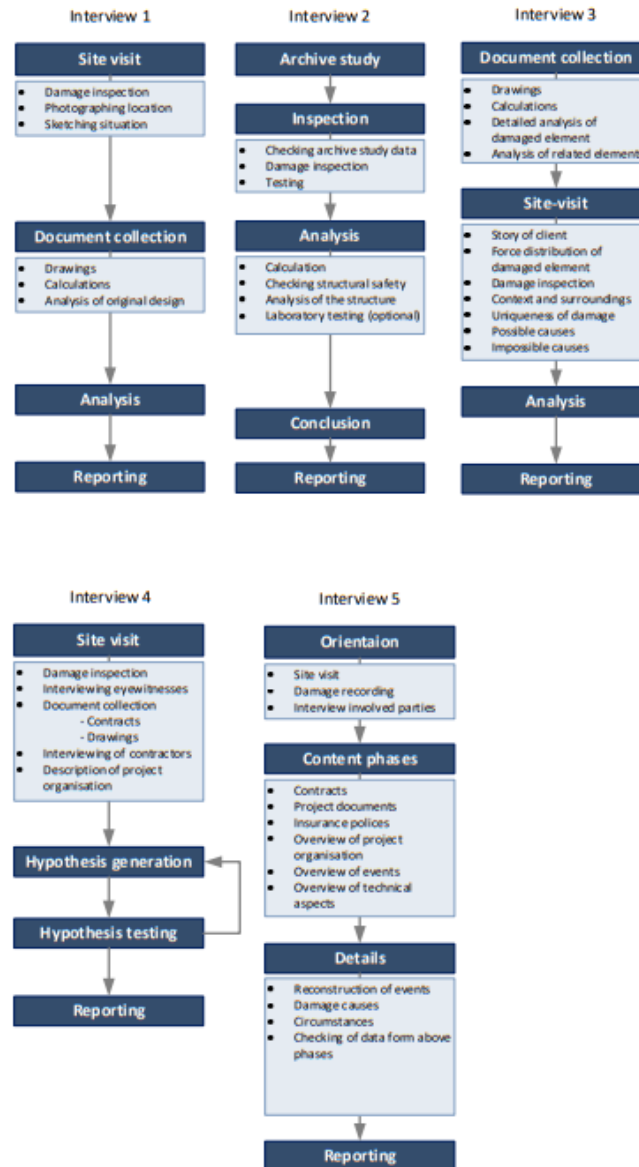 Interview 1
Site visit
Damage inspection
Photographing location
Sketching situation
Document collection
Drawings
Calculations
Analysis of original design
Analysis
Reporting
Interview 2
Archive study
Inspection
Checking archive study data
Damage inspection
Testing
Analysis
Calculation
Checking structural safety
Analysis of the structure
Laboratory testing (optional)
Conclusion
Reporting
Interview 3
Document collection
Drawings
Calculations
Detailed analysis of
damaged element
Analysis of related element
Site-visit
Story of client
Force distribution of
damaged element
Damage inspection
Context and surroundings
Uniqueness of damage
Possible causes
Impossible causes
Analysis
Reporting
Interview 4
Site visit
Damage inspection
Interviewing eyewitnesses
Document collection
- Contracts
- Drawings
Interviewing of contractors
Description of project
organisation
Hypothesis generation
Hypothesis testing
Reporting
Interview 5
Orientaion
Site visit
Damage recording
Interview involved parties
Content phases
Contracts
Project documents
Insurance polices
Overview of project
organisation
Overview of events
Overview of technical
aspects
Details
Reconstruction of events
Damage causes
Circumstances
Checking of data form above
phases
Reporting